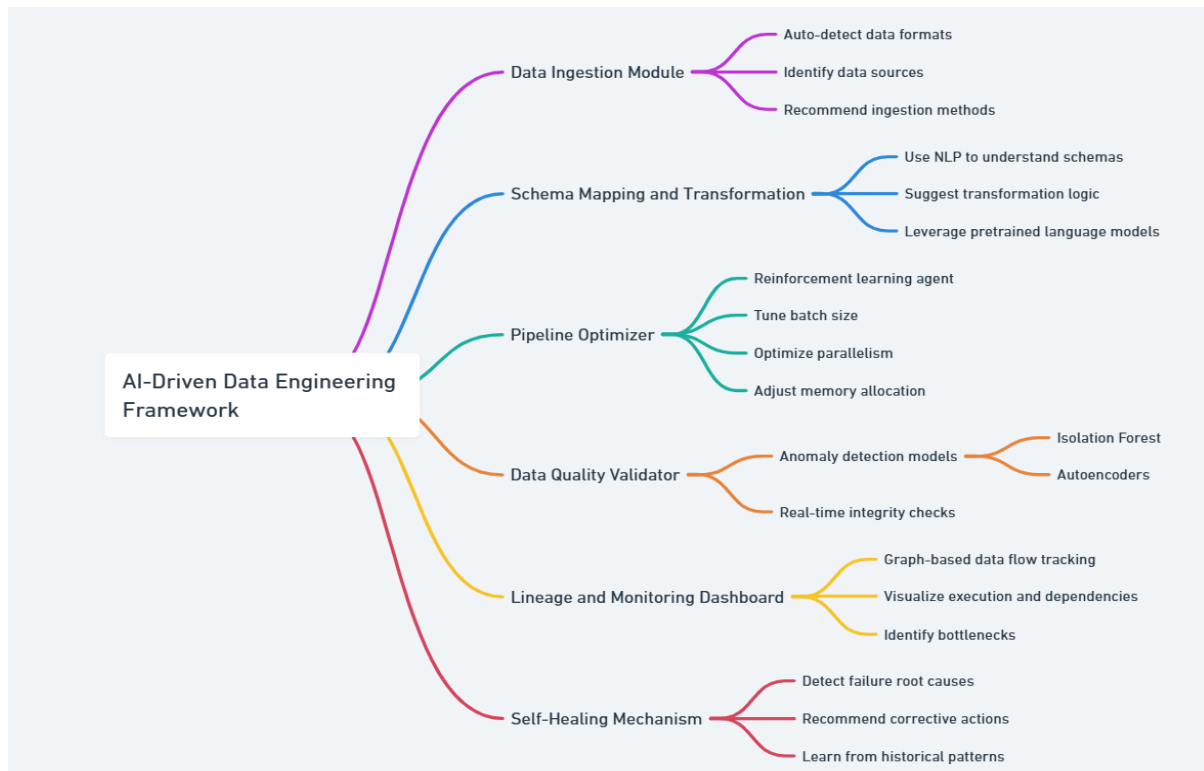 Auto-detect data formats
Data Ingestion Module
Identify data sources
Recommend ingestion methods
Use NLP to understand schemas
Schema Mapping and Transformation
Suggest transformation logic
Leverage pretrained language models
Reinforcement learning agent
Tune batch size
Pipeline Optimizer
Optimize parallelism
Adjust memory allocation
AI-Driven Data Engineering
Framework
Isolation Forest
Anomaly detection models
Autoencoders
Data Quality Validator
Real-time integrity checks
Graph-based data flow tracking
Lineage and Monitoring Dashboard
Visualize execution and dependencies
Identify bottlenecks
Detect failure root causes
Self-Healing Mechanism
Recommend corrective actions
Learn from historical patterns